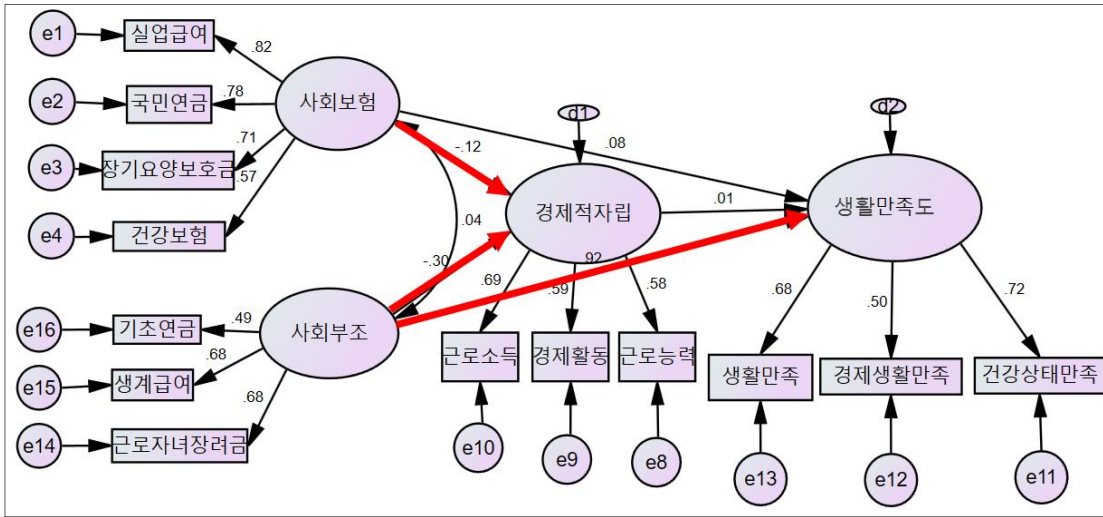 e1
실업급여
.82
e2
국민연금
.78
사회보험
e3
장기요양보호금
.71
e4
건강보험
.57
d1
d2
.08
-.12
.04
경제적자립
.01
생활만족도
-.30
.92
e16
기초연금
.49
사회부조
e15
생계급여
.68
e14
근로자녀장려금
.68
.69
.59
.58
근로소득
경제활동
근로능력
e10
e9
e8
.68
.50
.72
생활만족
경제생활만족
건강상태만족
e13
e12
e11